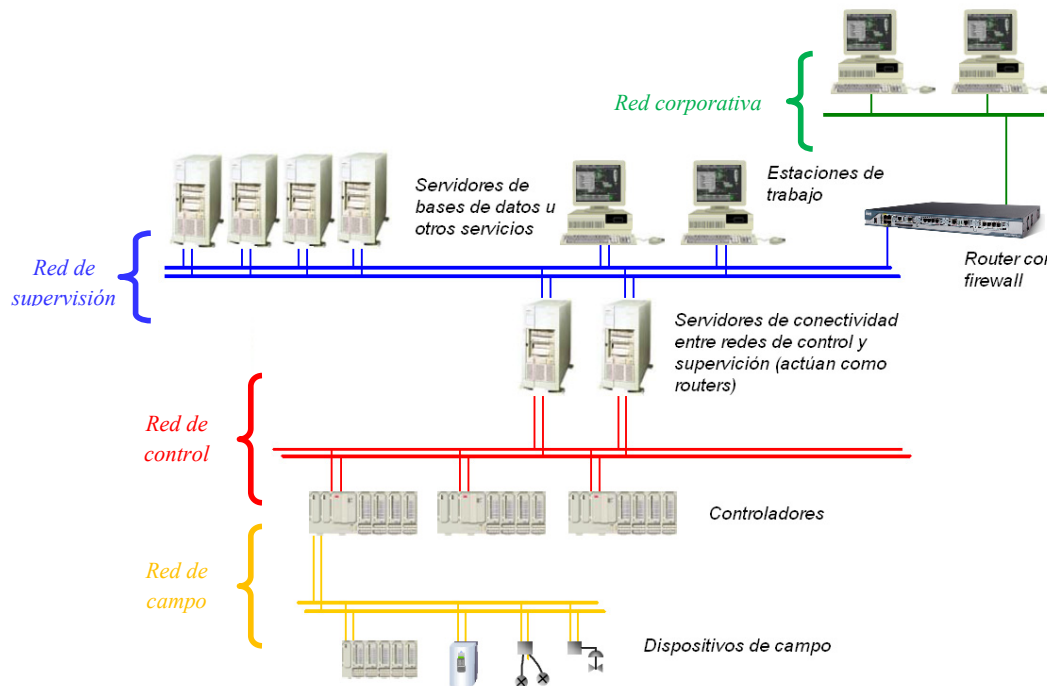 Red corporativa
Servidores de
bases de datos u
otros servicios
Estaciones de
trabajo
Red de
supervisión
Router con
firewall
Servidores de conectividad
entre redes de control y
supervición (actúan como
routers)
Red de
control
Controladores
Red de
campo
Dispositivos de campo